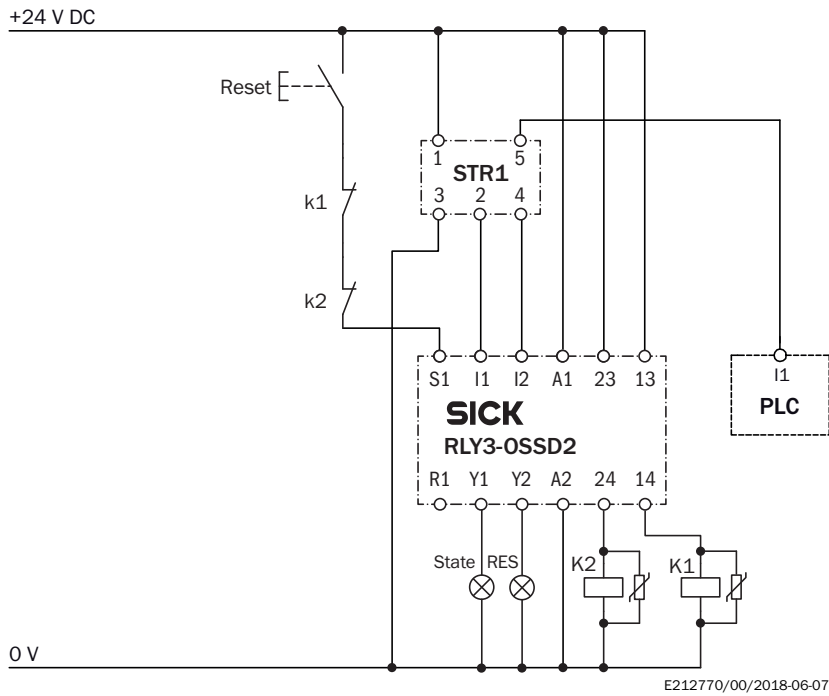 +24 V DC
Reset
1 5
STR1
3 2 4
k1
k2
S1 I1 I2 A1 23 13
I1
PLC
SICK
RLY3-OSSD2
R1 Y1 Y2 A2 24 14
State RES K2 K1
0 V
E212770/00/2018-06-07